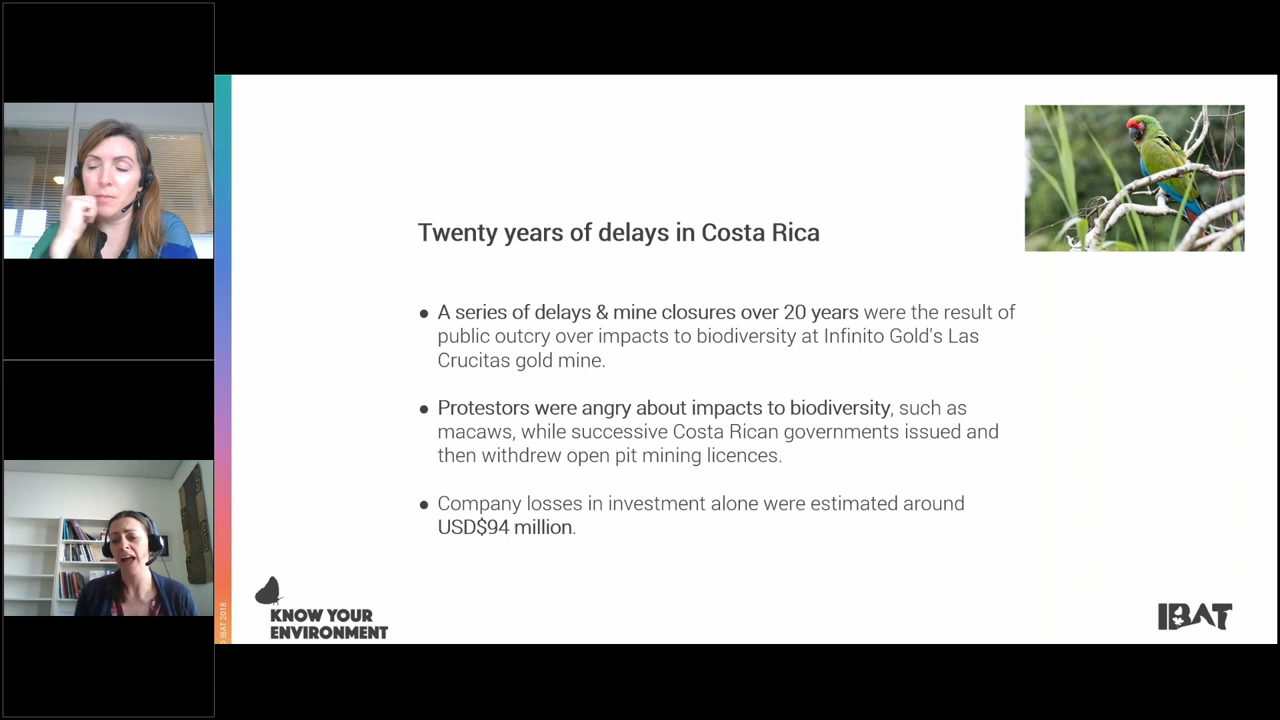 Twenty years of delays in Costa Rica
● A series of delays & mine closures over 20 years were the result of
public outcry over impacts to biodiversity at Infinito Gold's Las
Crucitas gold mine.
● Protestors were angry about impacts to biodiversity, such as
macaws, while successive Costa Rican governments issued and
then withdrew open pit mining licences.
● Company losses in investment alone were estimated around
USD$94 million.
© IBAT 2018
KNOW YOUR
ENVIRONMENT
IBAT